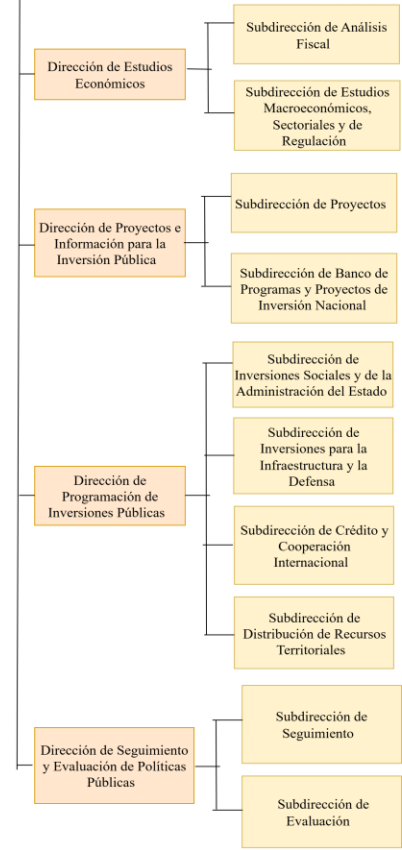 Dirección de Estudios
Económicos
Subdirección de Análisis
Fiscal
Subdirección de Estudios
Macroeconómicos,
Sectoriales y de
Regulación
Dirección de Proyectos e
Información para la
Inversión Pública
Subdirección de Proyectos
Subdirección de Banco de
Programas y Proyectos de
Inversión Nacional
Dirección de
Programación de
Inversiones Públicas
Subdirección de
Inversiones Sociales y de la
Administración del Estado
Subdirección de
Inversiones para la
Infraestructura y la
Defensa
Subdirección de Crédito y
Cooperación
Internacional
Subdirección de
Distribución de Recursos
Territoriales
Dirección de Seguimiento
y Evaluación de Políticas
Públicas
Subdirección de
Seguimiento
Subdirección de
Evaluación